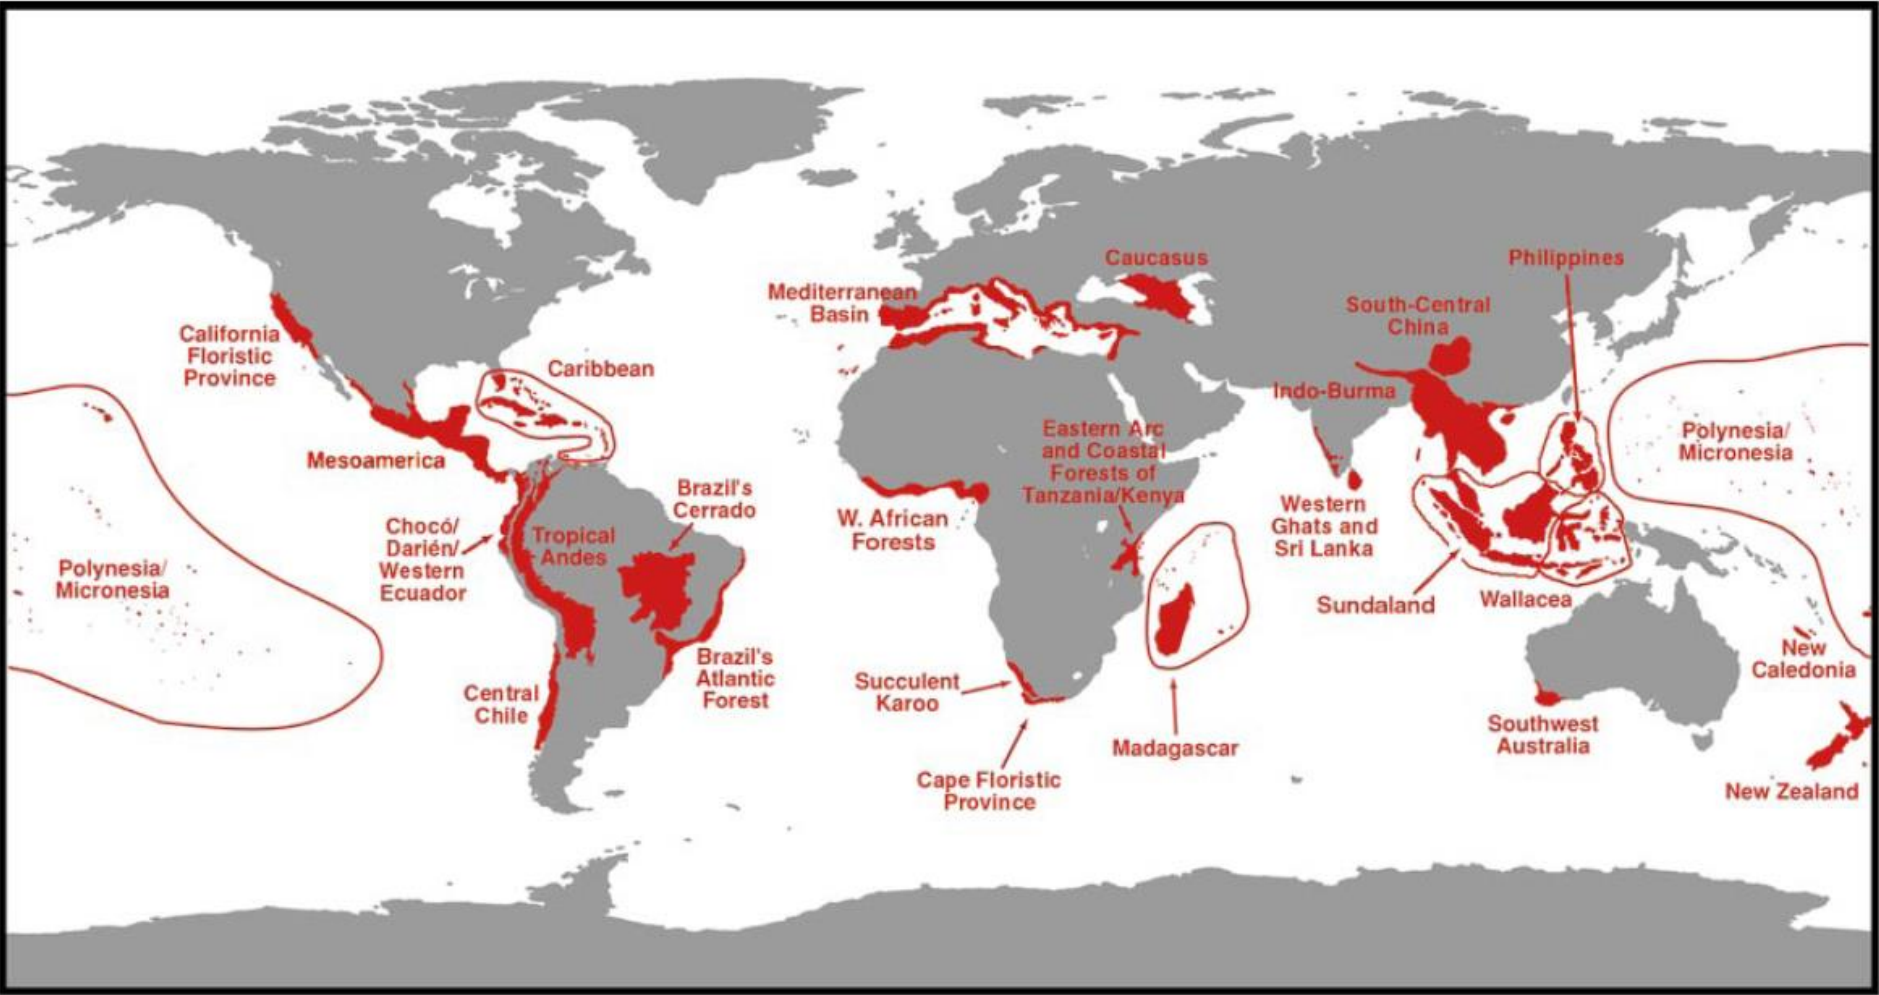 Caucasus
Philippines
Mediterranean
Basin
South-Central
China
California
Floristic
Province
Caribbean
Indo-Burma
Eastern Arc
and Coastal
Forests of
Tanzania/Kenya
Polynesia/
Micronesia
Mesoamerica
Brazil's
Cerrado
Western
Ghats and
Sri Lanka
W. African
Forests
Chocó/
Darién/
Western
Ecuador
Tropical
Andes
Polynesia/
Micronesia
Sundaland
Wallacea
New
Caledonia
Brazil's
Atlantic
Forest
Central
Chile
Succulent
Karoo
Madagascar
Southwest
Australia
Cape Floristic
Province
New Zealand